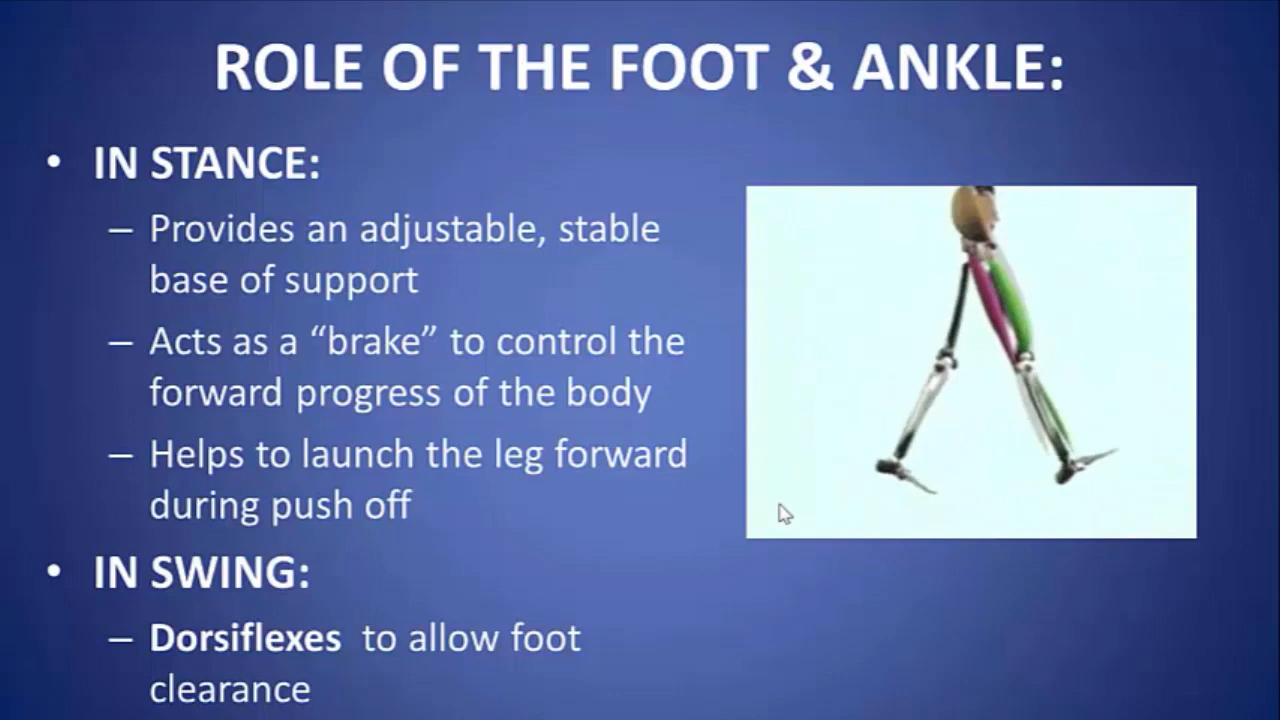 ROLE OF THE FOOT & ANKLE:
• IN STANCE:
– Provides an adjustable, stable
base of support
– Acts as a “brake” to control the
forward progress of the body
– Helps to launch the leg forward
during push off
• IN SWING:
– Dorsiflexes to allow foot
clearance